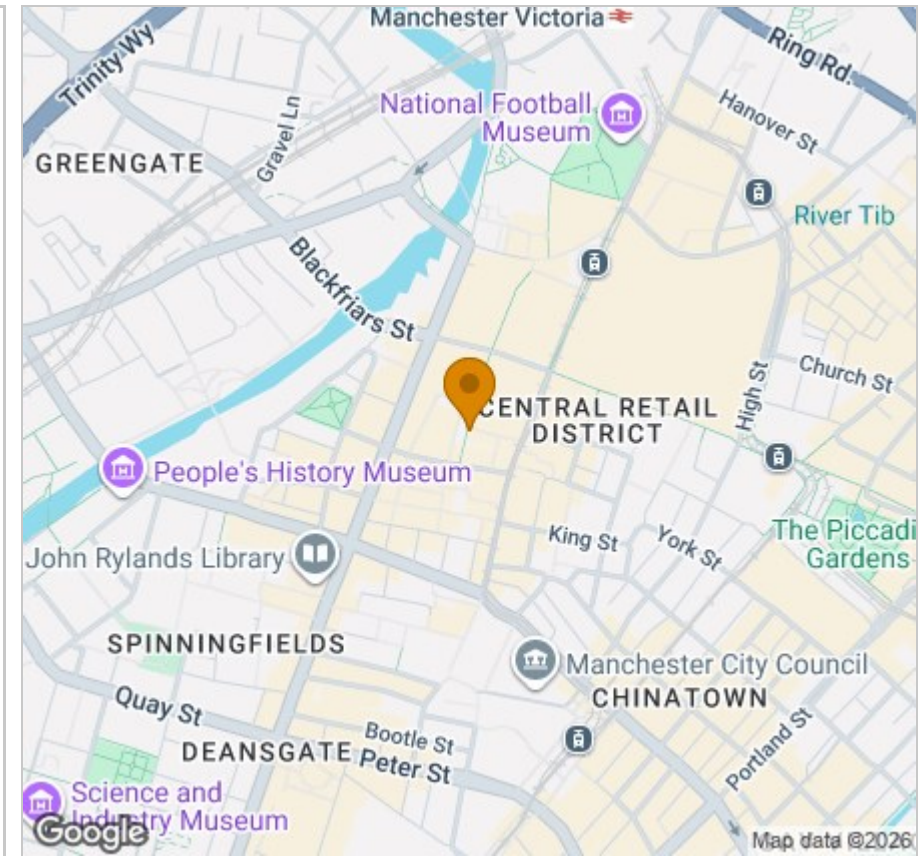 Manchester Victoria
Trinity Wy
Ring Rd.
National Football
Museum
Hanover St
Gravel Ln
GREENGATE
River Tib
Blackfriars St
Church St
High St
CENTRAL RETAIL
DISTRICT
People's History Museum
King St
York St
The Piccadi
Gardens
John Rylands Library
SPINNINGFIELDS
Manchester City Council
CHINATOWN
Quay St
Bootle St
Portland St
DEANSGATE
Peter St
Science and
Industry Museum
Google
Map data ©2026